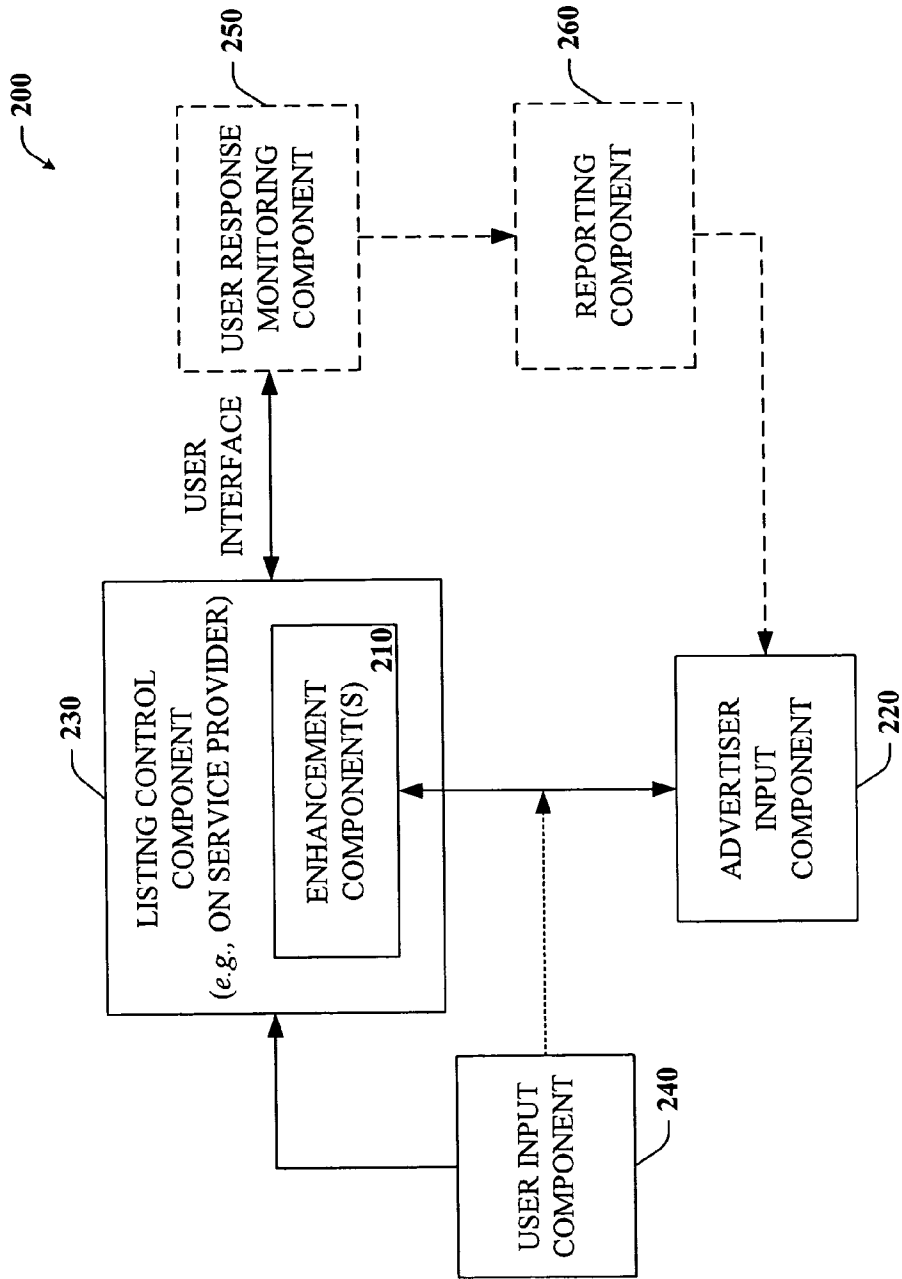 200
230
LISTING CONTROL
COMPONENT
(e.g., ON SERVICE PROVIDER)
ENHANCEMENT
COMPONENT(S)
210
USER
INTERFACE
250
USER RESPONSE
MONITORING
COMPONENT
USER INPUT
COMPONENT
240
ADVERTISER
INPUT
COMPONENT
220
260
REPORTING
COMPONENT